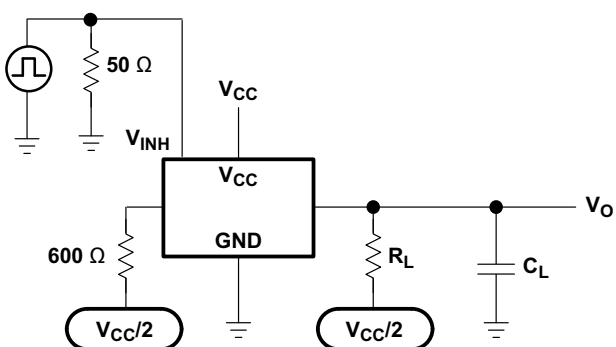 50 Ω
VCC
VINH
VCC
VO
GND
600 Ω
RL
CL
VCC/2
VCC/2